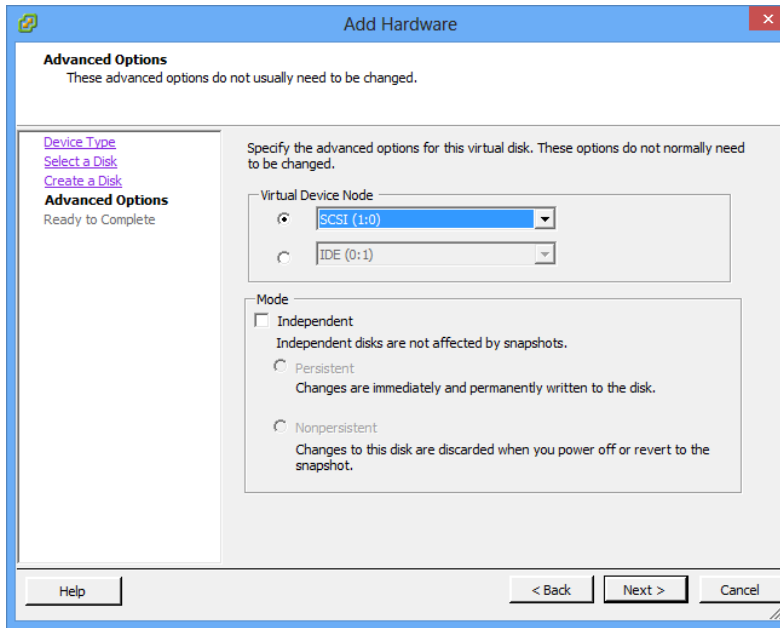 Add Hardware
Advanced Options
These advanced options do not usually need to be changed.
Device Type
Select a Disk
Create a Disk
Advanced Options
Ready to Complete
Specify the advanced options for this virtual disk. These options do not normally need
to be changed.
Virtual Device Node
SCSI (1:0)
IDE (0:1)
Mode
Independent
Independent disks are not affected by snapshots.
Persistent
Changes are immediately and permanently written to the disk.
Nonpersistent
Changes to this disk are discarded when you power off or revert to the
snapshot.
Help
< Back
Next >
Cancel